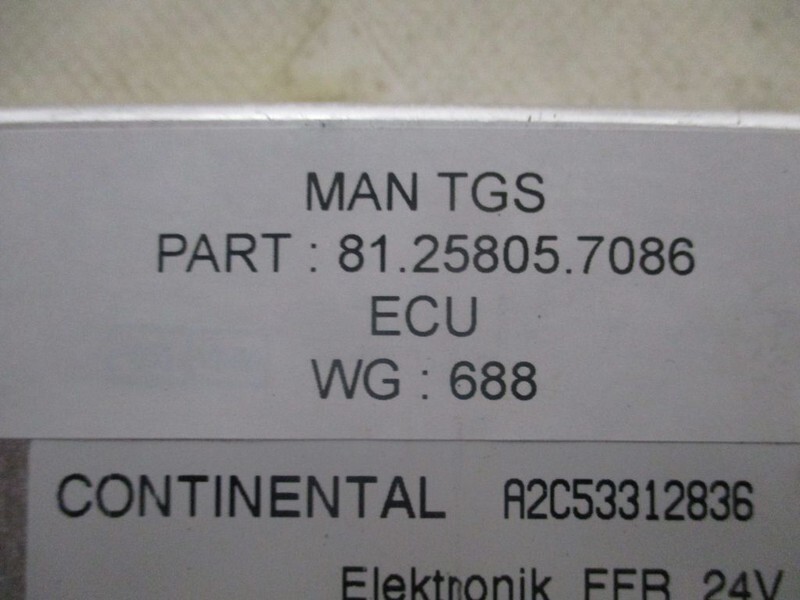 MAN TGS
PART : 81.25805.7086
ECU
WG : 688
CONTINENTAL A2C53312836
Elektronik FFR 24V